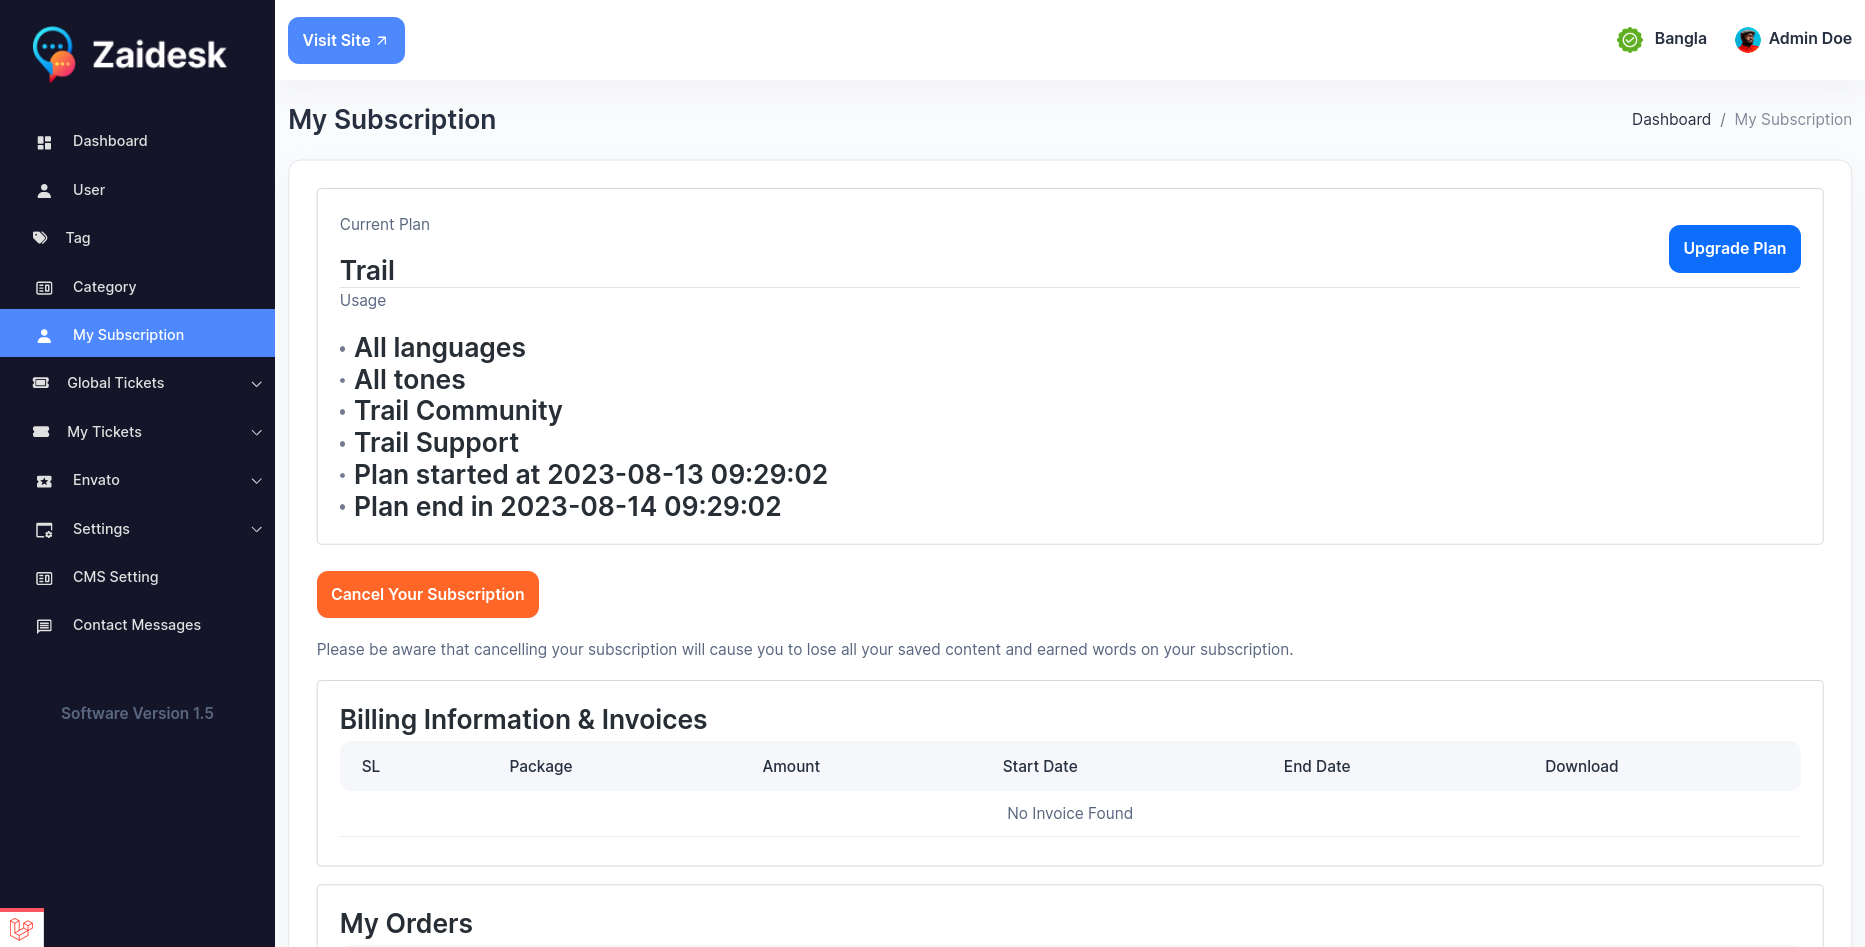 Zaidesk
Visit Site
Bangla
Admin Doe
Dashboard
User
Tag
Category
My Subscription
Global Tickets
My Tickets
Envato
Settings
CMS Setting
Contact Messages
Software Version 1.5
My Subscription
Dashboard / My Subscription
Current Plan
Trail
Upgrade Plan
Usage
• All languages
• All tones
• Trail Community
• Trail Support
• Plan started at 2023-08-13 09:29:02
• Plan end in 2023-08-14 09:29:02
Cancel Your Subscription
Please be aware that cancelling your subscription will cause you to lose all your saved content and earned words on your subscription.
Billing Information & Invoices
SL Package Amount Start Date End Date Download
No Invoice Found
My Orders